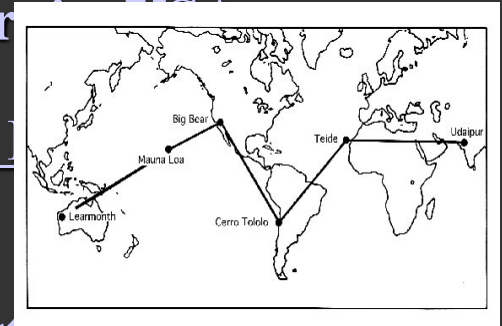 Big Bear
Mauna Loa
Teide
Udaipur
Learmonth
Cerro Tololo